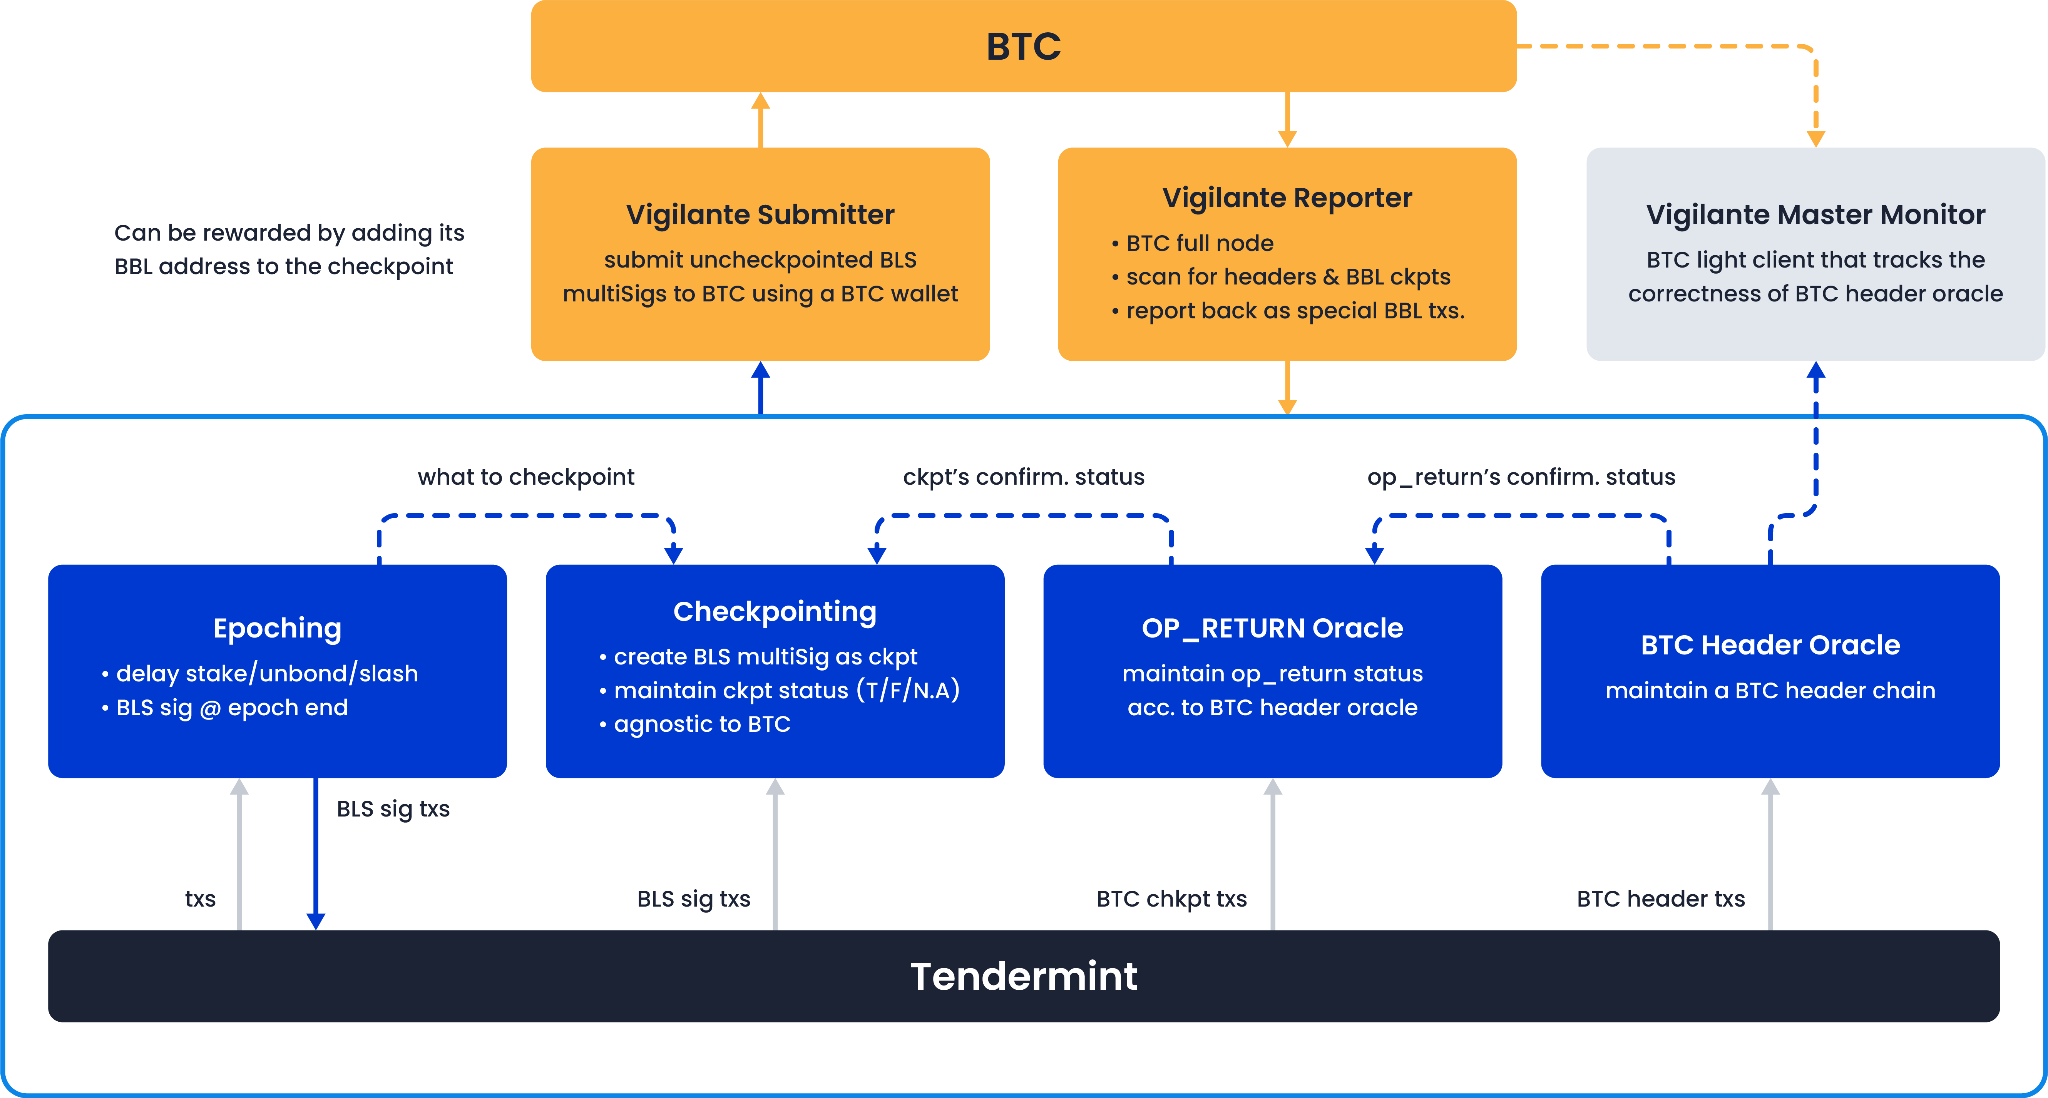 BTC
Can be rewarded by adding its
BBL address to the checkpoint
Vigilante Submitter
submit uncheckpointed BLS
multiSigs to BTC using a BTC wallet
Vigilante Reporter
• BTC full node
• scan for headers & BBL ckpts
• report back as special BBL txs.
Vigilante Master Monitor
BTC light client that tracks the
correctness of BTC header oracle
what to checkpoint
ckpt’s confirm. status
op_return’s confirm. status
Epoching
• delay stake/unbond/slash
• BLS sig @ epoch end
Checkpointing
• create BLS multiSig as ckpt
• maintain ckpt status (T/F/N.A)
• agnostic to BTC
OP_RETURN Oracle
maintain op_return status
acc. to BTC header oracle
BTC Header Oracle
maintain a BTC header chain
BLS sig txs
txs
BLS sig txs
BTC chkpt txs
BTC header txs
Tendermint